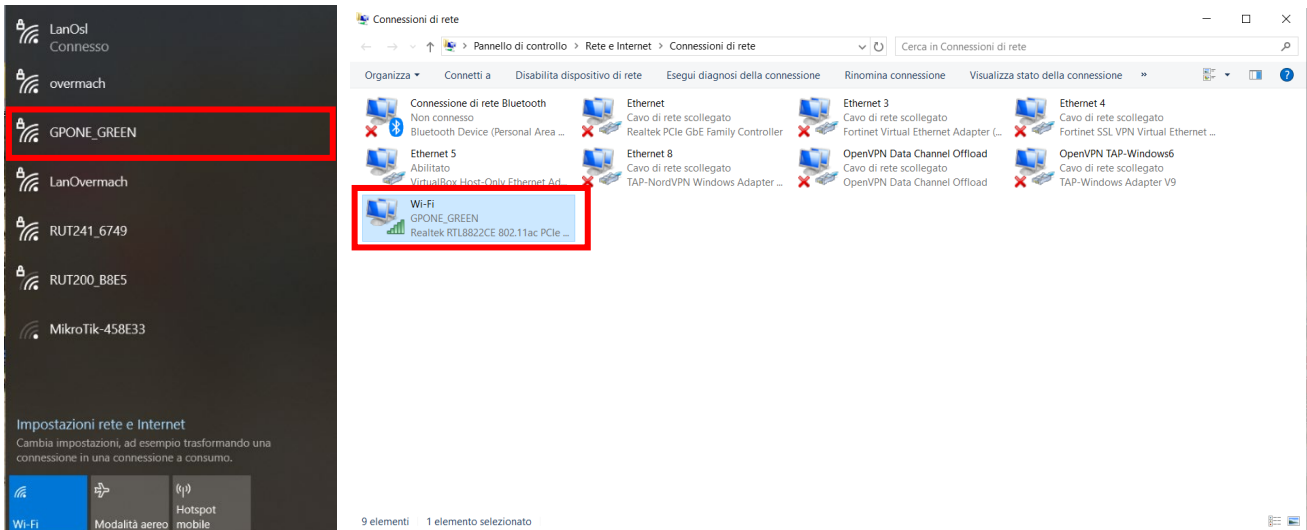 LanOsl
Connesso
overmach
GPONE_GREEN
LanOvermach
RUT241_6749
RUT200_B8E5
MikroTik-458E33
Impostazioni rete e Internet
Cambia impostazioni, ad esempio trasformando una
connessione in una connessione a consumo.
Wi-Fi
Modalità aereo
Hotspot
mobile
Connessioni di rete
Pannello di controllo > Rete e Internet > Connessioni di rete
Cerca in Connessioni di rete
Organizza Connetti a Disabilita dispositivo di rete Esegui diagnosi della connessione Rinomina connessione Visualizza stato della connessione »
Connessione di rete Bluetooth
Non connesso
Bluetooth Device (Personal Area ...
Ethernet
Cavo di rete scollegato
Realtek PCIe GbE Family Controller
Ethernet 3
Cavo di rete scollegato
Fortinet Virtual Ethernet Adapter (...
Ethernet 4
Cavo di rete scollegato
Fortinet SSL VPN Virtual Ethernet ...
Ethernet 5
Abilitato
VirtualBox Host-Only Ethernet Ad...
Ethernet 8
Cavo di rete scollegato
TAP-NordVPN Windows Adapter ...
OpenVPN Data Channel Offload
Cavo di rete scollegato
OpenVPN Data Channel Offload
OpenVPN TAP-Windows6
Cavo di rete scollegato
TAP-Windows Adapter V9
Wi-Fi
GPONE_GREEN
Realtek RTL8822CE 802.11ac PCIe ...
9 elementi 1 elemento selezionato